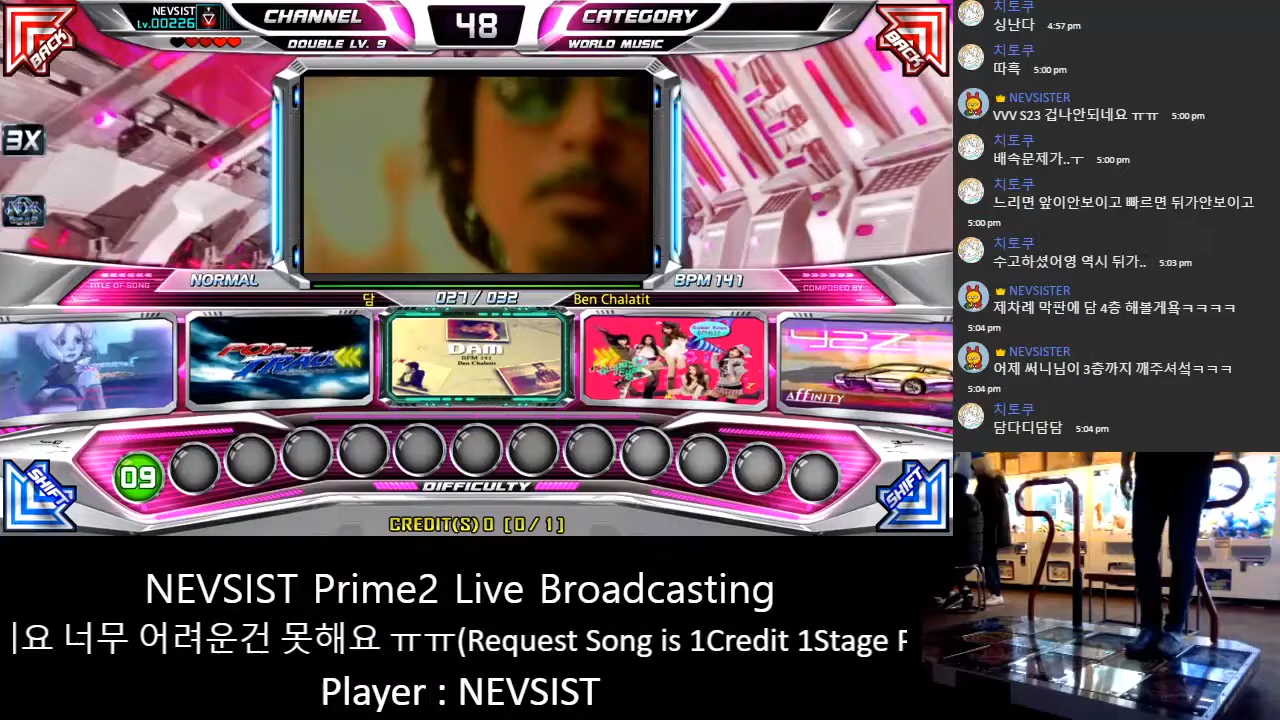 NEVSIST
Lv.00226
CHANNEL
DOUBLE LV. 9
48
CATEGORY
WORLD MUSIC
BACK
BACK
3X
NX
NORMAL
BPM 141
TITLE OF SONG
COMPOSED BY
담
027 / 032
Ben Chalatit
POP
TRACK
DAM
BPM 141
Ben Chalatit
AFFINITY
09
SHIFT
SHIFT
DIFFICULTY
CREDIT(S) 0 [0/1]
NEVSIST Prime2 Live Broadcasting
요 너무 어려운건 못해요 ㅠㅠ(Request Song is 1Credit 1Stage
Player : NEVSIST
치토쿠
싱난다 4:57 pm
치토쿠
따흑 5:00 pm
NEVSISTER
VVV S23 겁나안되네요 ㅠㅠ 5:00 pm
치토쿠
배속문제가..ㅜ 5:00 pm
치토쿠
느리면 앞이안보이고 빠르면 뒤가안보이고
5:00 pm
치토쿠
수고하셨어영 역시 뒤가.. 5:03 pm
NEVSISTER
제차례 막판에 담 4층 해볼게욬ㅋㅋㅋㅋ
5:04 pm
NEVSISTER
어제 써니님이 3층까지 깨주셔섴ㅋㅋㅋ
5:04 pm
치토쿠
담다디담담 5:04 pm